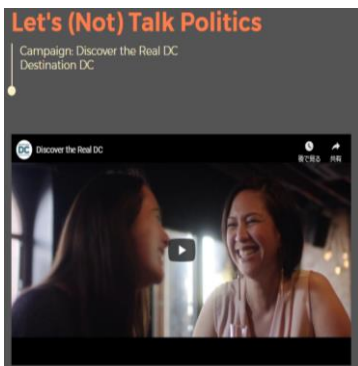 Let's (Not) Talk Politics
Campaign: Discover the Real DC
Destination DC
DC Discover the Real DC
後で見る 共有